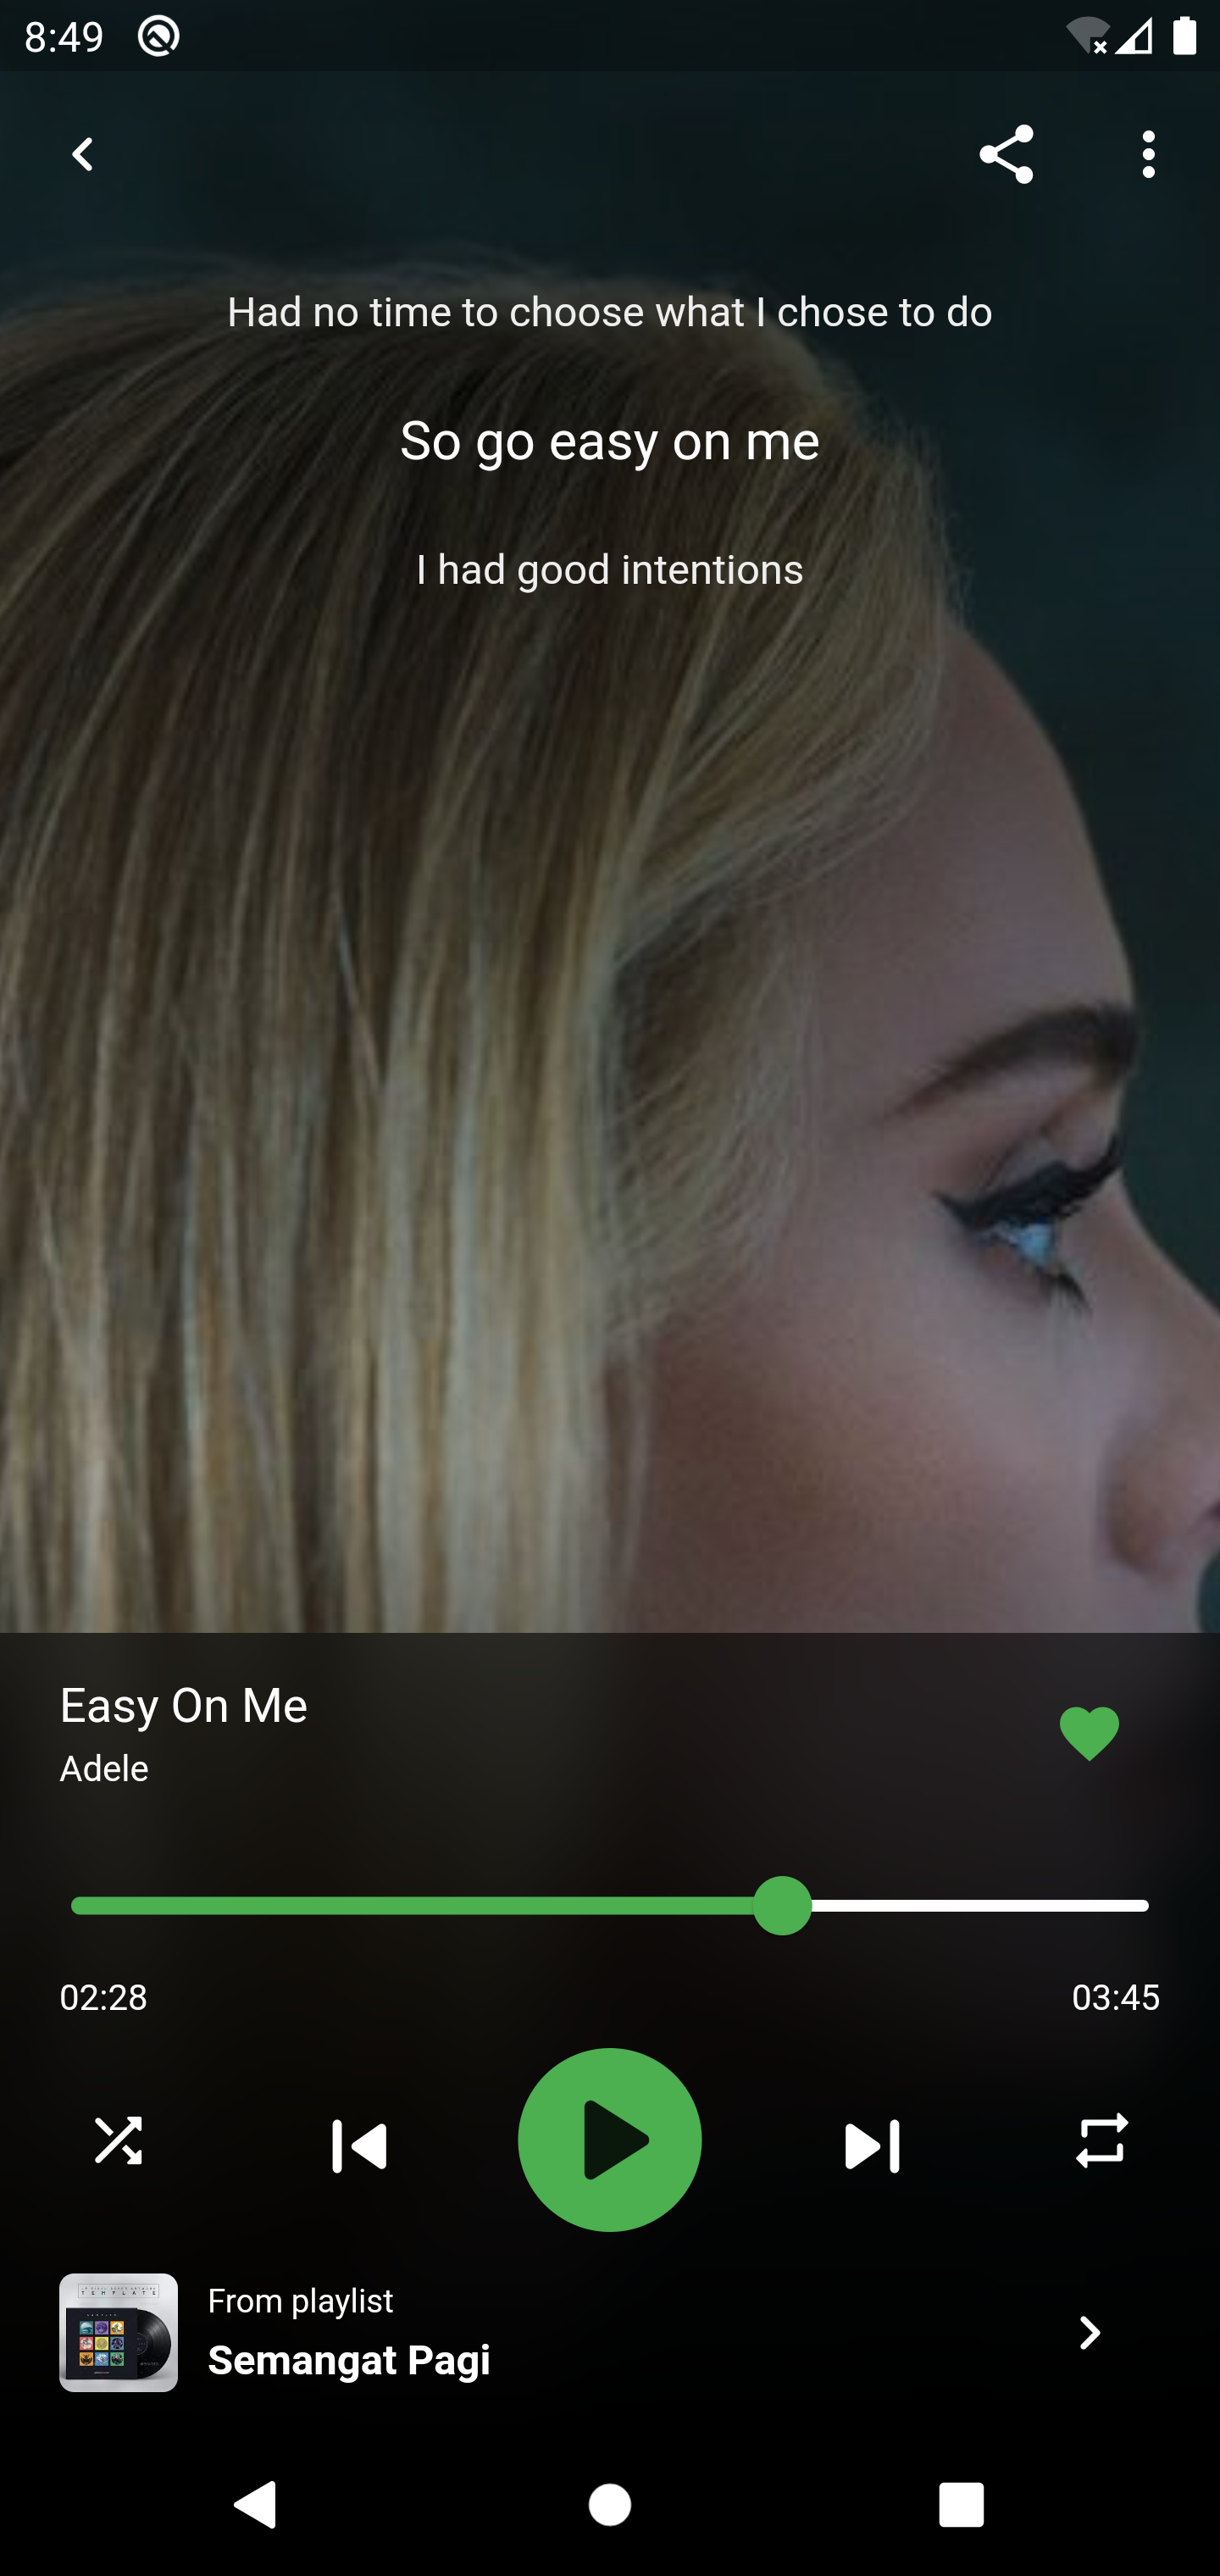 8:49
Had no time to choose what I chose to do
So go easy on me
I had good intentions
Easy On Me
Adele
02:28
03:45
TEMPLATE
From playlist
Semangat Pagi